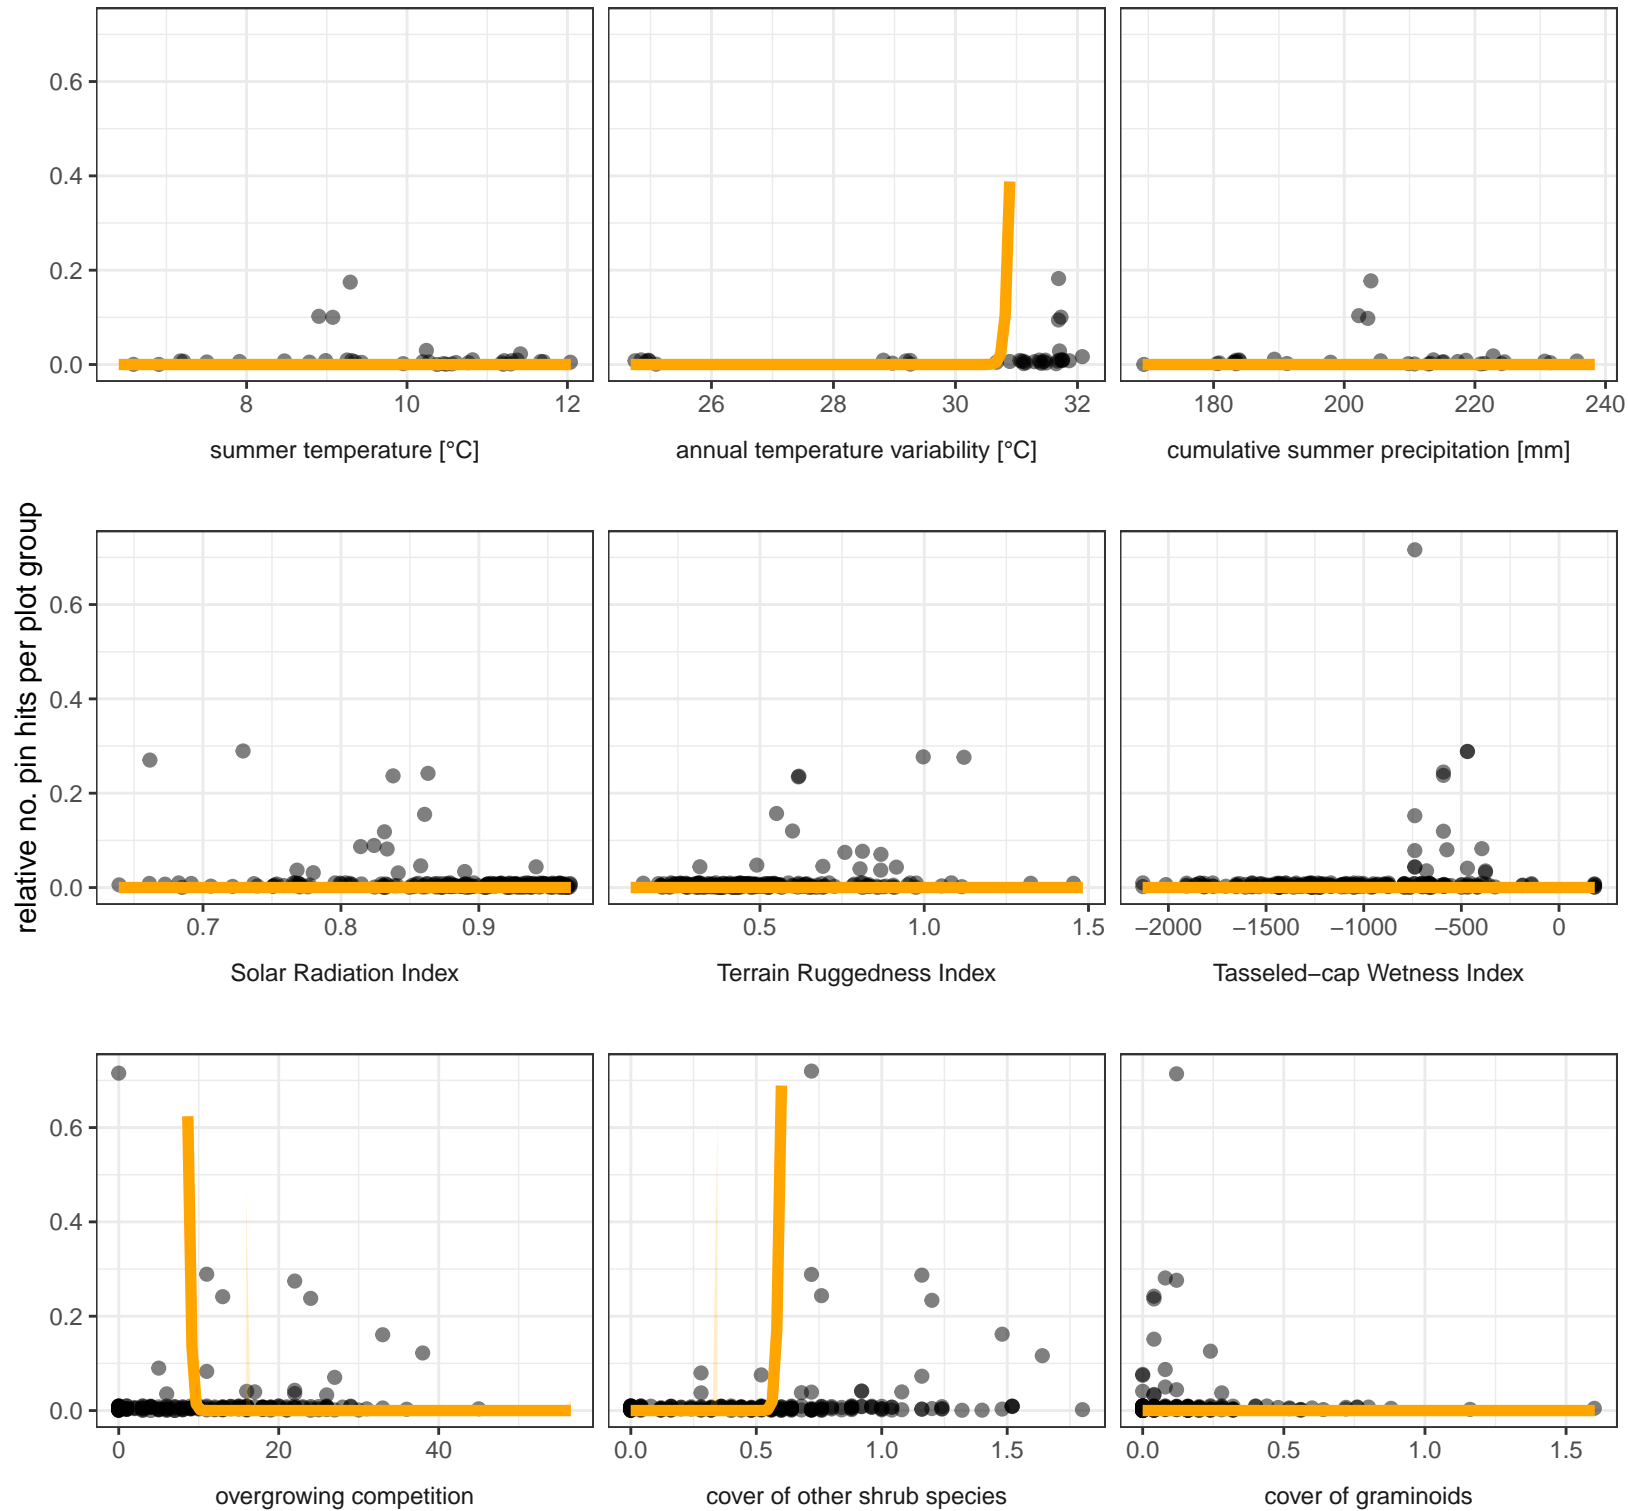 0.6
0.4
0.2
0.0
8 10 12 26 28 30 32 180 200 220 240
summer temperature [°C] annual temperature variability [°C] cumulative summer precipitation [mm]
relative no. pin hits per plot group
0.6
0.4
0.2
0.0
0.7 0.8 0.9 0.5 1.0 1.5 −2000 −1500 −1000 −500 0
Solar Radiation Index Terrain Ruggedness Index Tasseled−cap Wetness Index
0.6
0.4
0.2
0.0
0 20 40 0.0 0.5 1.0 1.5 0.0 0.5 1.0 1.5
overgrowing competition cover of other shrub species cover of graminoids